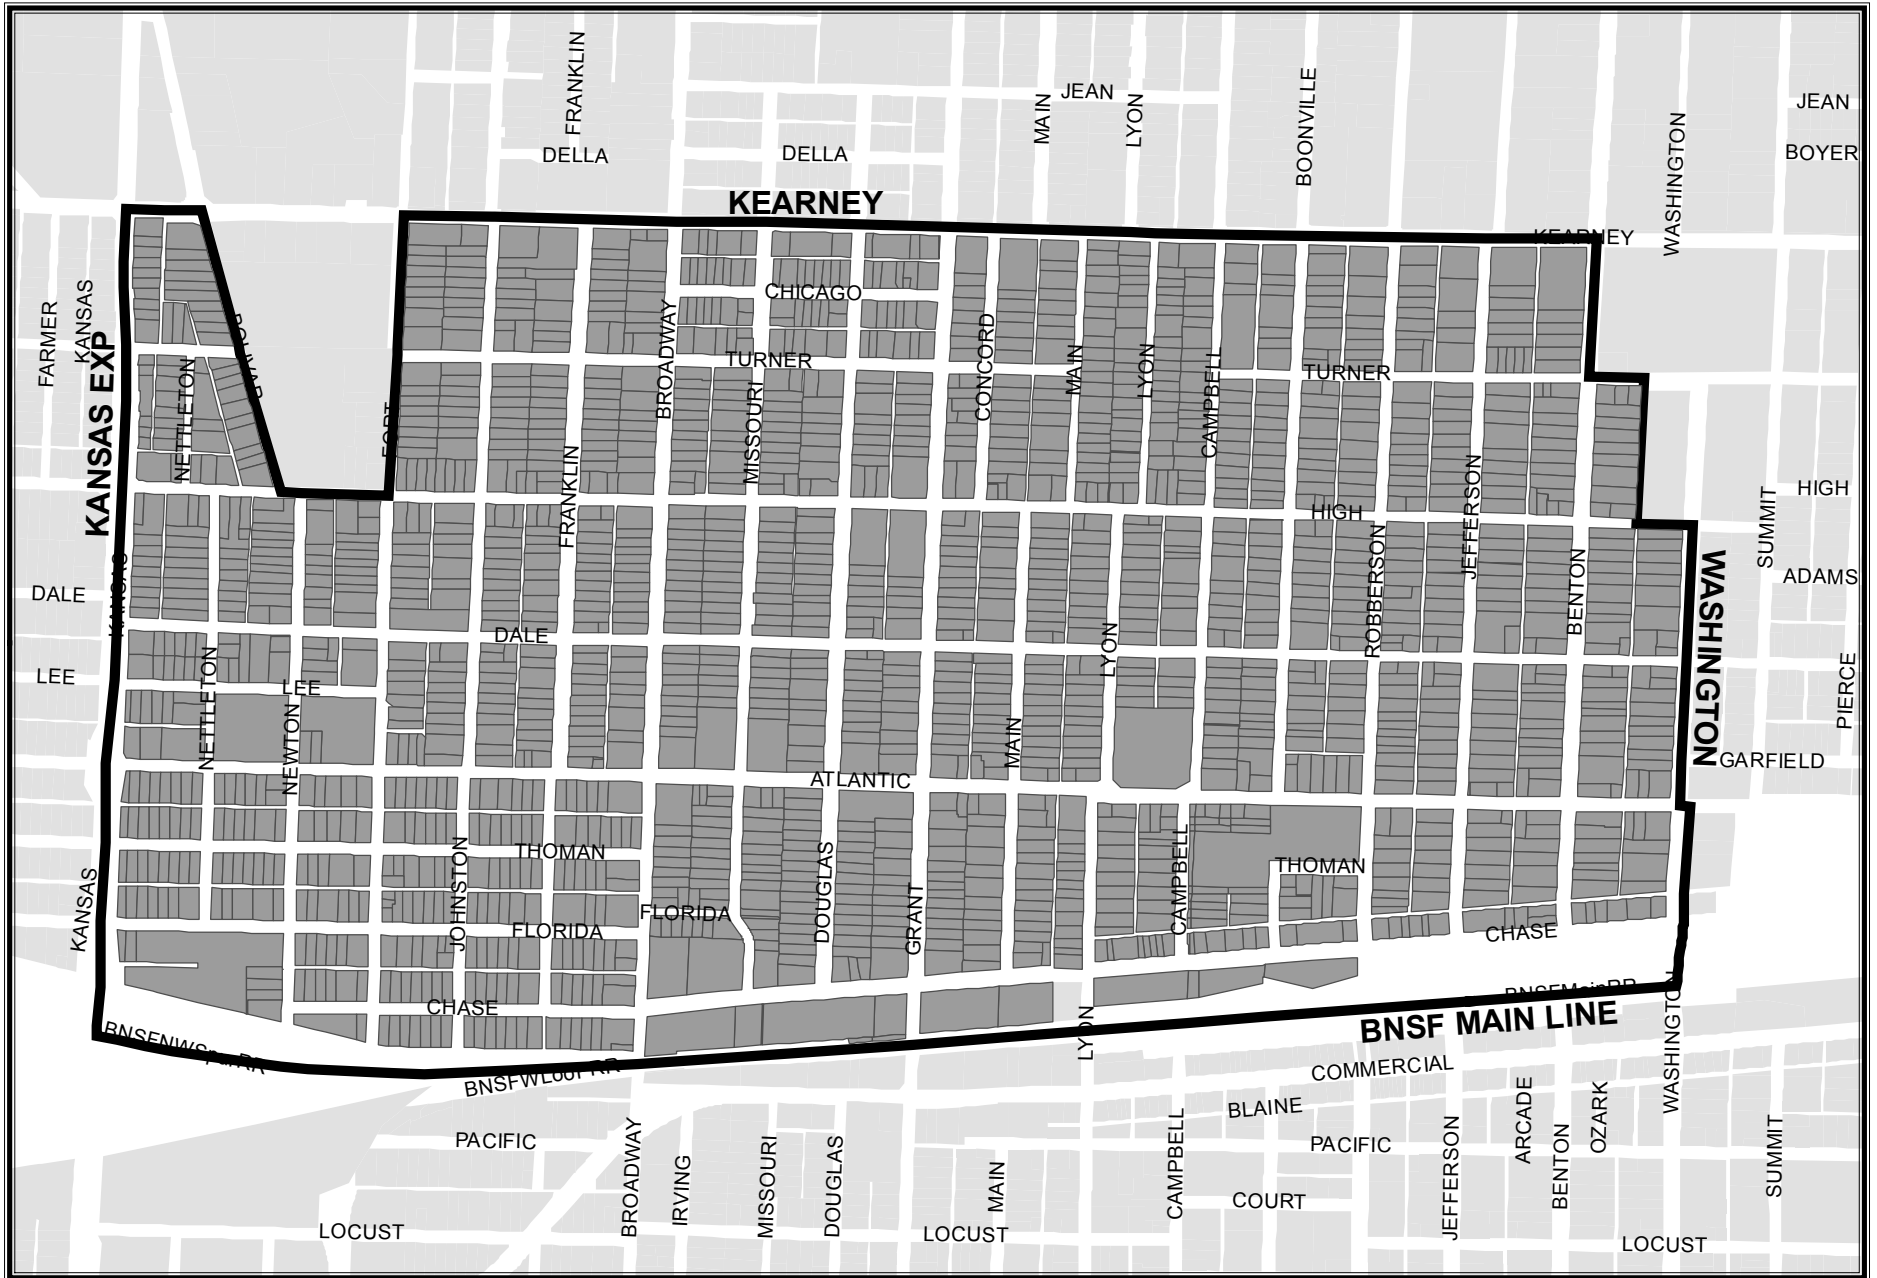 FRANKLIN
MAIN
JEAN
LYON
BOONVILLE
WASHINGTON
JEAN
DELLA
DELLA
BOYER
KEARNEY
KEARNEY
FARMER
KANSAS
KANSAS EXP
NETTLETON
FORT
BROADWAY
CHICAGO
TURNER
MISSOURI
CONCORD
MAIN
LYON
CAMPBELL
TURNER
FRANKLIN
JEFFERSON
HIGH
HIGH
SUMMIT
ROBBERSON
BENTON
WASHINGTON
ADAMS
DALE
KANSAS
DALE
LYON
LEE
NETTLETON
LEE
NEWTON
MAIN
PIERCE
GARFIELD
ATLANTIC
JOHNSTON
THOMAN
DOUGLAS
CAMPBELL
THOMAN
KANSAS
FLORIDA
FLORIDA
GRANT
CHASE
CHASE
BNSFMainRR
BNSF MAIN LINE
WASHINGTON
LYON
BNSFNWSpurRR
COMMERCIAL
BLAINE
ARCADE
OZARK
PACIFIC
BROADWAY
IRVING
MISSOURI
DOUGLAS
MAIN
CAMPBELL
PACIFIC
JEFFERSON
BENTON
SUMMIT
COURT
LOCUST
LOCUST
LOCUST